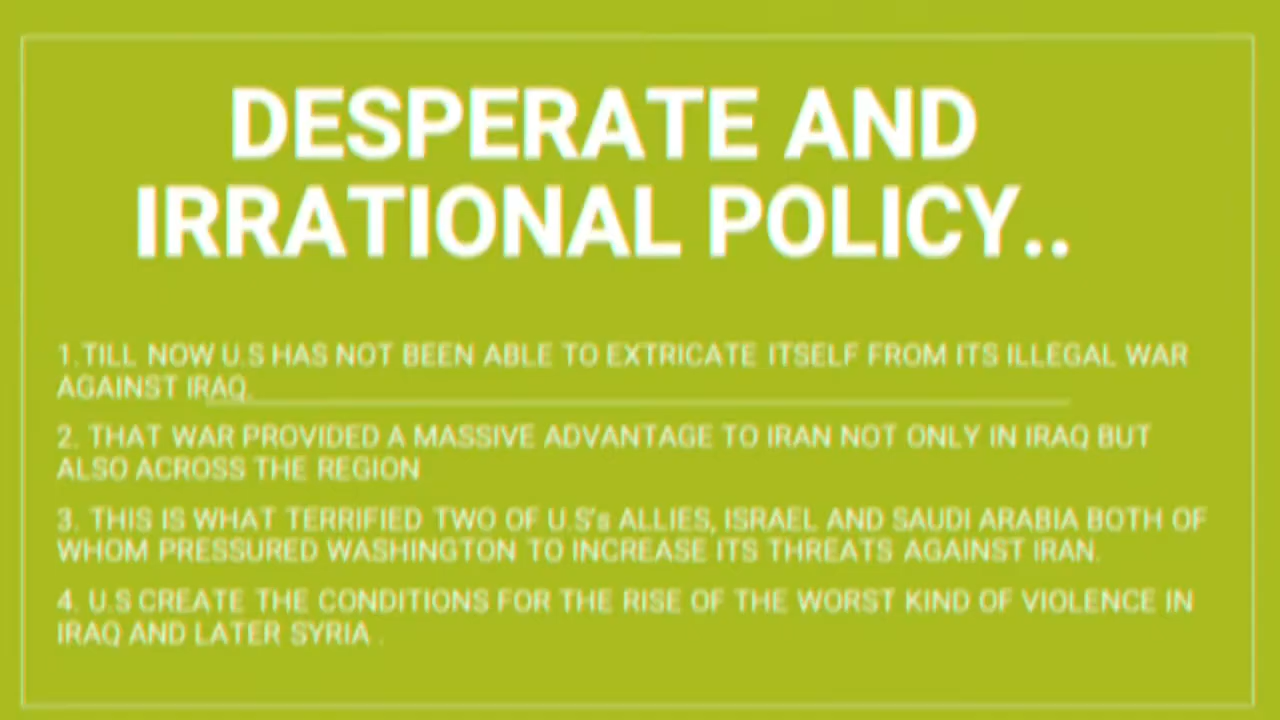 DESPERATE AND
IRRATIONAL POLICY..
1.TILL NOW U.S HAS NOT BEEN ABLE TO EXTRICATE ITSELF FROM ITS ILLEGAL WAR
AGAINST IRAQ.
2. THAT WAR PROVIDED A MASSIVE ADVANTAGE TO IRAN NOT ONLY IN IRAQ BUT
ALSO ACROSS THE REGION
3. THIS IS WHAT TERRIFIED TWO OF U.S's ALLIES, ISRAEL AND SAUDI ARABIA BOTH OF
WHOM PRESSURED WASHINGTON TO INCREASE ITS THREATS AGAINST IRAN.
4. U.S CREATE THE CONDITIONS FOR THE RISE OF THE WORST KIND OF VIOLENCE IN
IRAQ AND LATER SYRIA .